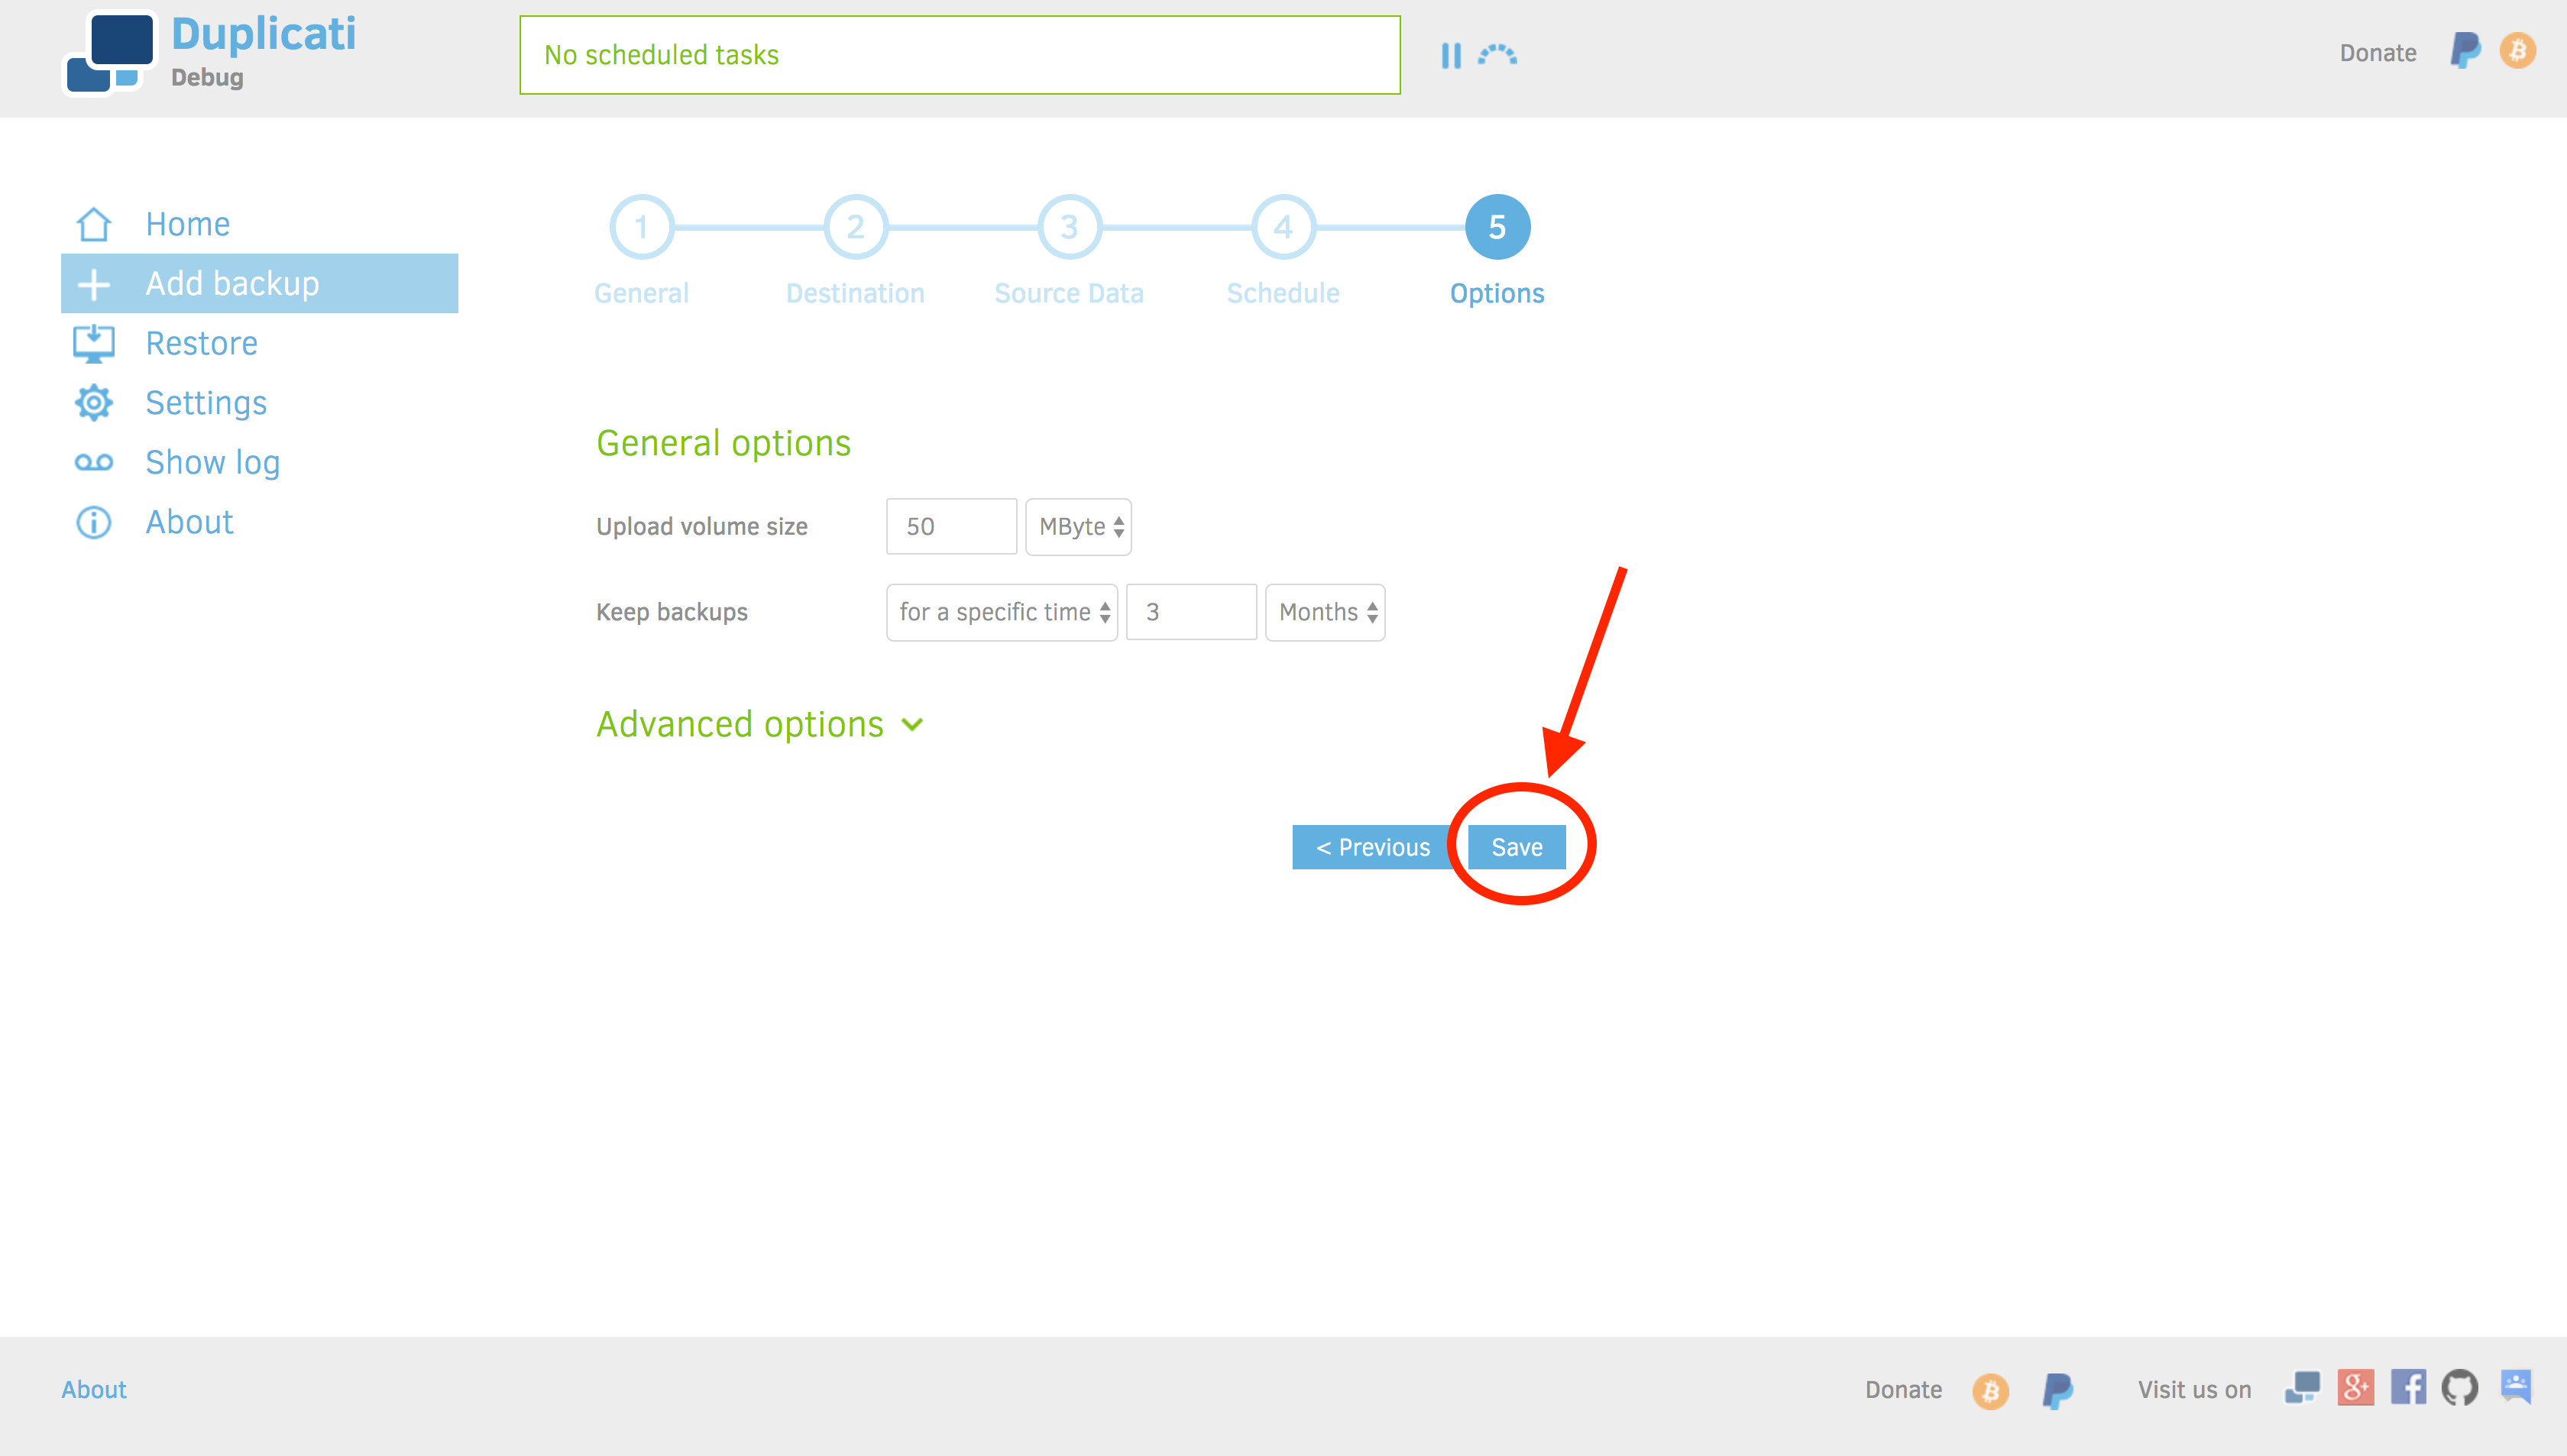 Duplicati
Debug
No scheduled tasks
Donate
Home
Add backup
Restore
Settings
Show log
About
1 2 3 4 5
General Destination Source Data Schedule Options
General options
Upload volume size 50 MByte
Keep backups for a specific time 3 Months
Advanced options
< Previous Save
About Donate Visit us on